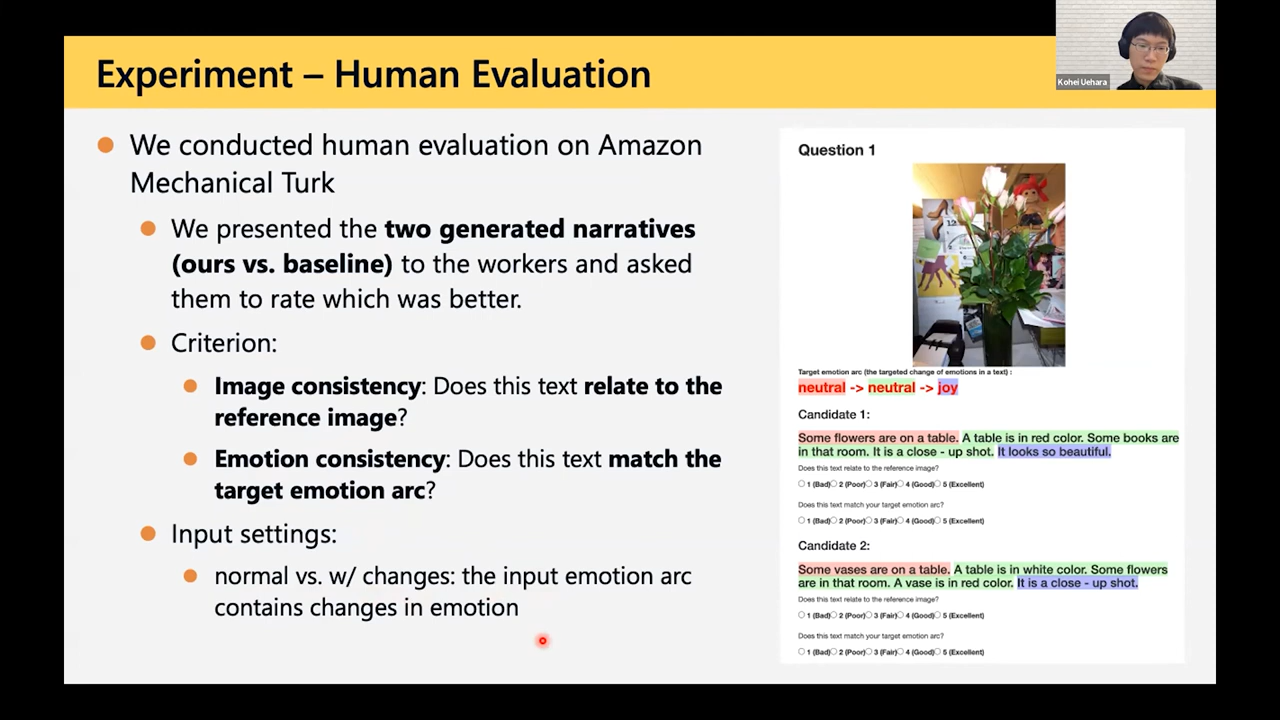 Experiment – Human Evaluation
Kohei Uehara
We conducted human evaluation on Amazon
Mechanical Turk
We presented the two generated narratives
(ours vs. baseline) to the workers and asked
them to rate which was better.
Criterion:
Image consistency: Does this text relate to the
reference image?
Emotion consistency: Does this text match the
target emotion arc?
Input settings:
normal vs. w/ changes: the input emotion arc
contains changes in emotion
Question 1
12
Target emotion arc (the targeted change of emotions in a text) :
neutral -> neutral -> joy
Candidate 1:
Some flowers are on a table. A table is in red color. Some books are
in that room. It is a close - up shot. It looks so beautiful.
Does this text relate to the reference image?
1 (Bad) 2 (Poor) 3 (Fair) 4 (Good) 5 (Excellent)
Does this text match your target emotion arc?
1 (Bad) 2 (Poor) 3 (Fair) 4 (Good) 5 (Excellent)
Candidate 2:
Some vases are on a table. A table is in white color. Some flowers
are in that room. A vase is in red color. It is a close - up shot.
Does this text relate to the reference image?
1 (Bad) 2 (Poor) 3 (Fair) 4 (Good) 5 (Excellent)
Does this text match your target emotion arc?
1 (Bad) 2 (Poor) 3 (Fair) 4 (Good) 5 (Excellent)